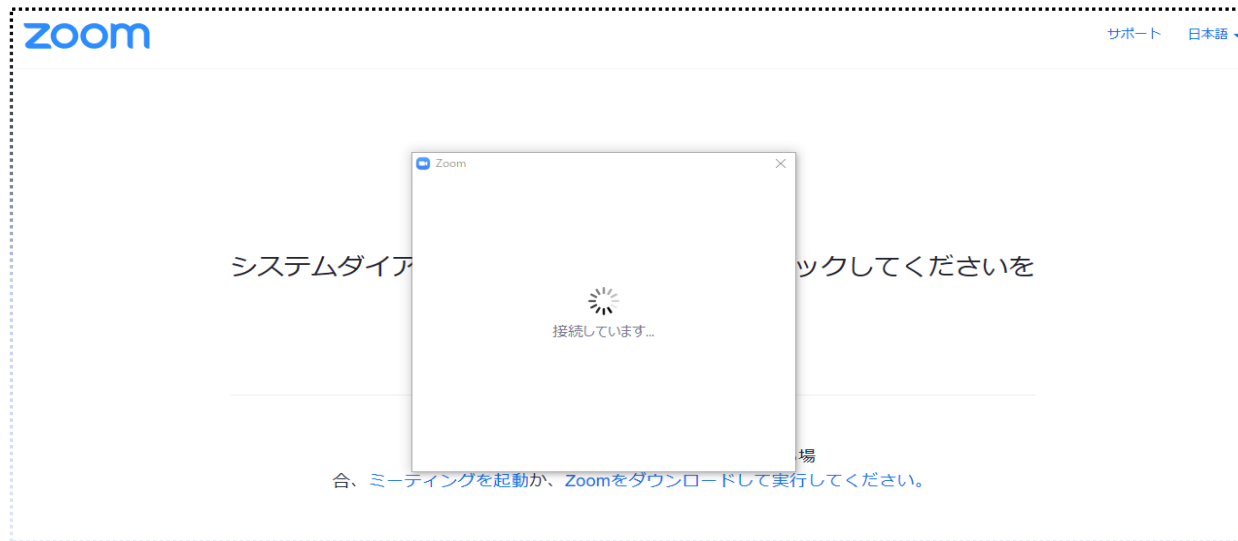 zoom
サポート 日本語
Zoom
システムダイア ックしてくださいを
接続しています...
場
合、ミーティングを起動か、Zoomをダウンロードして実行してください。